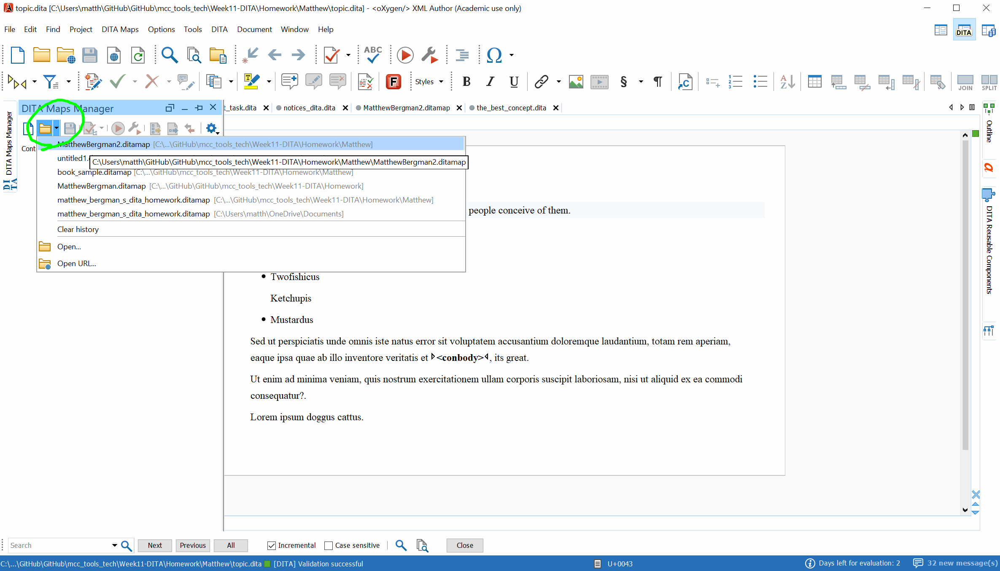 topic.dita [C:\Users\matth\GitHub\GitHub\mcc_tools_tech\Week11-DITA\Homework\Matthew\topic.dita] - <oXygen/> XML Author (Academic use only)
File Edit Find Project DITA Maps Options Tools DITA Document Window Help
DITA
ABC
Styles B I U § ¶ JOIN SPLIT
DITA Maps Manager
t_task.dita notices_dita.dita MatthewBergman2.ditamap the_best_concept.dita
DITA Maps Manager
DITA
Cont
MatthewBergman2.ditamap [C:\...\GitHub\mcc_tools_tech\Week11-DITA\Homework\Matthew]
untitled1.
C:\Users\matth\GitHub\GitHub\mcc_tools_tech\Week11-DITA\Homework\Matthew\MatthewBergman2.ditamap
book_sample.ditamap [C:\...\GitHub\mcc_tools_tech\Week11-DITA\Homework\Matthew]
MatthewBergman.ditamap [C:\...\GitHub\GitHub\mcc_tools_tech\Week11-DITA\Homework]
matthew_bergman_s_dita_homework.ditamap [C:\...\GitHub\mcc_tools_tech\Week11-DITA\Homework\Matthew]
matthew_bergman_s_dita_homework.ditamap [C:\Users\matth\OneDrive\Documents]
Clear history
Open...
Open URL...
people conceive of them.
• Twofishicus
Ketchupis
• Mustardus
Sed ut perspiciatis unde omnis iste natus error sit voluptatem accusantium doloremque laudantium, totam rem aperiam,
eaque ipsa quae ab illo inventore veritatis et <conbody>, its great.
Ut enim ad minima veniam, quis nostrum exercitationem ullam corporis suscipit laboriosam, nisi ut aliquid ex ea commodi
consequatur?.
Lorem ipsum doggus cattus.
Outline
DITA Reusable Components
Search Next Previous All Incremental Case sensitive Close
C:\...\GitHub\GitHub\mcc_tools_tech\Week11-DITA\Homework\Matthew\topic.dita [DITA] Validation successful U+0043 Days left for evaluation: 2 32 new message(s)